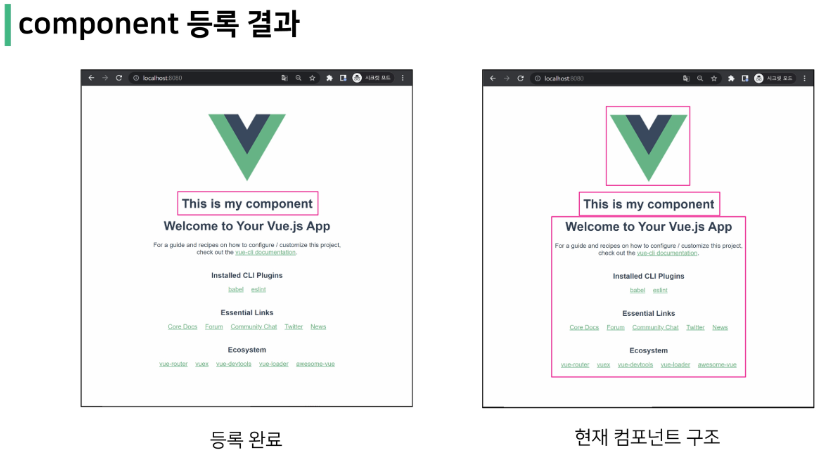 component 등록 결과
localhost:8080
시크릿 모드
This is my component
Welcome to Your Vue.js App
For a guide and recipes on how to configure / customize this project,
check out the vue-cli documentation.
Installed CLI Plugins
babel eslint
Essential Links
Core Docs Forum Community Chat Twitter News
Ecosystem
vue-router vuex vue-devtools vue-loader awesome-vue
등록 완료
localhost:8080
시크릿 모드
This is my component
Welcome to Your Vue.js App
For a guide and recipes on how to configure / customize this project,
check out the vue-cli documentation.
Installed CLI Plugins
babel eslint
Essential Links
Core Docs Forum Community Chat Twitter News
Ecosystem
vue-router vuex vue-devtools vue-loader awesome-vue
현재 컴포넌트 구조